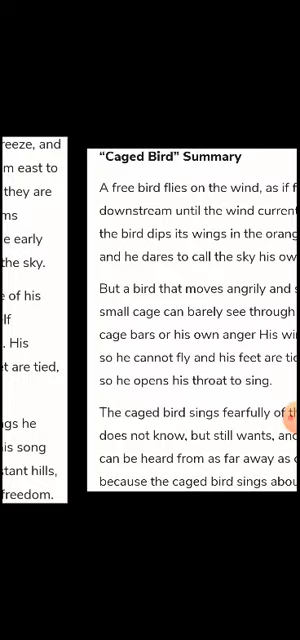 reeze, and
m east to
they are
ms
e early
the sky.
e of his
lf
. His
t are tied,
ngs he
is song
stant hills,
freedom.
“Caged Bird” Summary
A free bird flies on the wind, as if f
downstream until the wind current
the bird dips its wings in the orang
and he dares to call the sky his ow
But a bird that moves angrily and s
small cage can barely see through
cage bars or his own anger His wi
so he cannot fly and his feet are tie
so he opens his throat to sing.
The caged bird sings fearfully of th
does not know, but still wants, and
can be heard from as far away as
because the caged bird sings abou